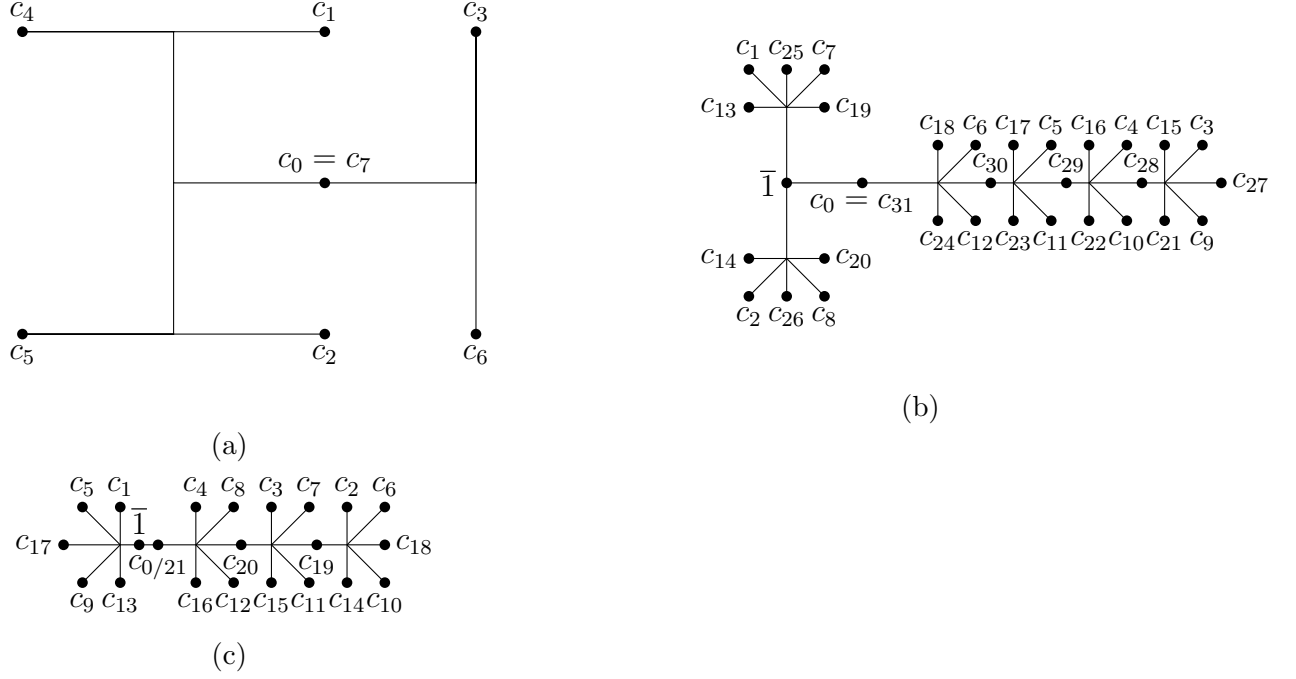 c₄ c₁ c₃
c₀ = c₇
c₅ c₂ c₆
(a)
c₁ c₂₅ c₇
c₁₃ c₁₉
c₁₈ c₆ c₁₇ c₅ c₁₆ c₄ c₁₅ c₃
c₃₀ c₂₉ c₂₈
1̅ c₀ = c₃₁ c₂₇
c₂₄ c₁₂ c₂₃ c₁₁ c₂₂ c₁₀ c₂₁ c₉
c₁₄ c₂₀
c₂ c₂₆ c₈
(b)
c₅ c₁ c₄ c₈ c₃ c₇ c₂ c₆
1̅
c₁₇ c₁₈
c₀/₂₁ c₂₀ c₁₉
c₉ c₁₃ c₁₆ c₁₂ c₁₅ c₁₁ c₁₄ c₁₀
(c)